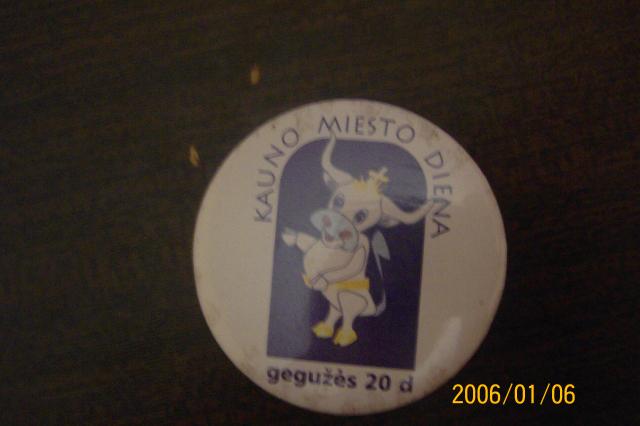 KAUNO MIESTO DIENA
gegužės 20 d
2006/01/06